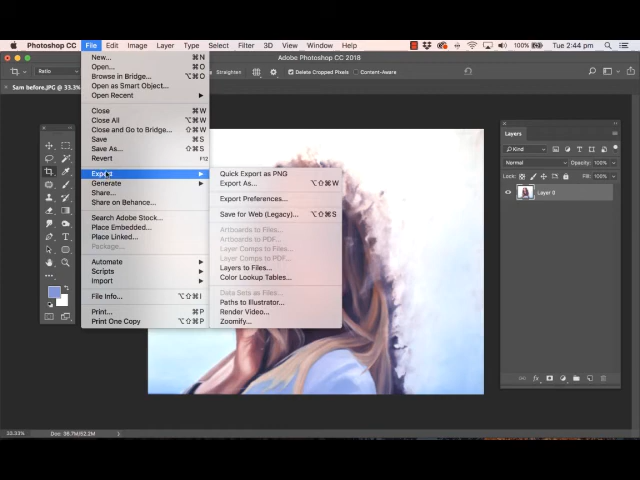 Photoshop CC File Edit Image Layer Type Select Filter 3D View Window Help 100% Tue 2:44 pm
Adobe Photoshop CC 2018
Ratio Straighten Delete Cropped Pixels Content-Aware
Sam before.JPG @ 33.3%
New... ⌘N
Open... ⌘O
Browse in Bridge... ⌥⌘O
Open as Smart Object...
Open Recent
Close ⌘W
Close All ⌥⌘W
Close and Go to Bridge... ⇧⌘W
Save ⌘S
Save As... ⇧⌘S
Revert F12
Export
Generate
Share...
Share on Behance...
Search Adobe Stock...
Place Embedded...
Place Linked...
Package...
Automate
Scripts
Import
File Info... ⌥⇧⌘I
Print... ⌘P
Print One Copy ⌥⇧⌘P
Quick Export as PNG
Export As... ⌥⇧⌘W
Export Preferences...
Save for Web (Legacy)... ⌥⇧⌘S
Artboards to Files...
Artboards to PDF...
Layer Comps to Files...
Layer Comps to PDF...
Layers to Files...
Color Lookup Tables...
Data Sets as Files...
Paths to Illustrator...
Render Video...
Zoomify...
Layers
Kind
Normal Opacity: 100%
Lock: Fill: 100%
Layer 0
33.33% Doc: 38.7M/52.2M